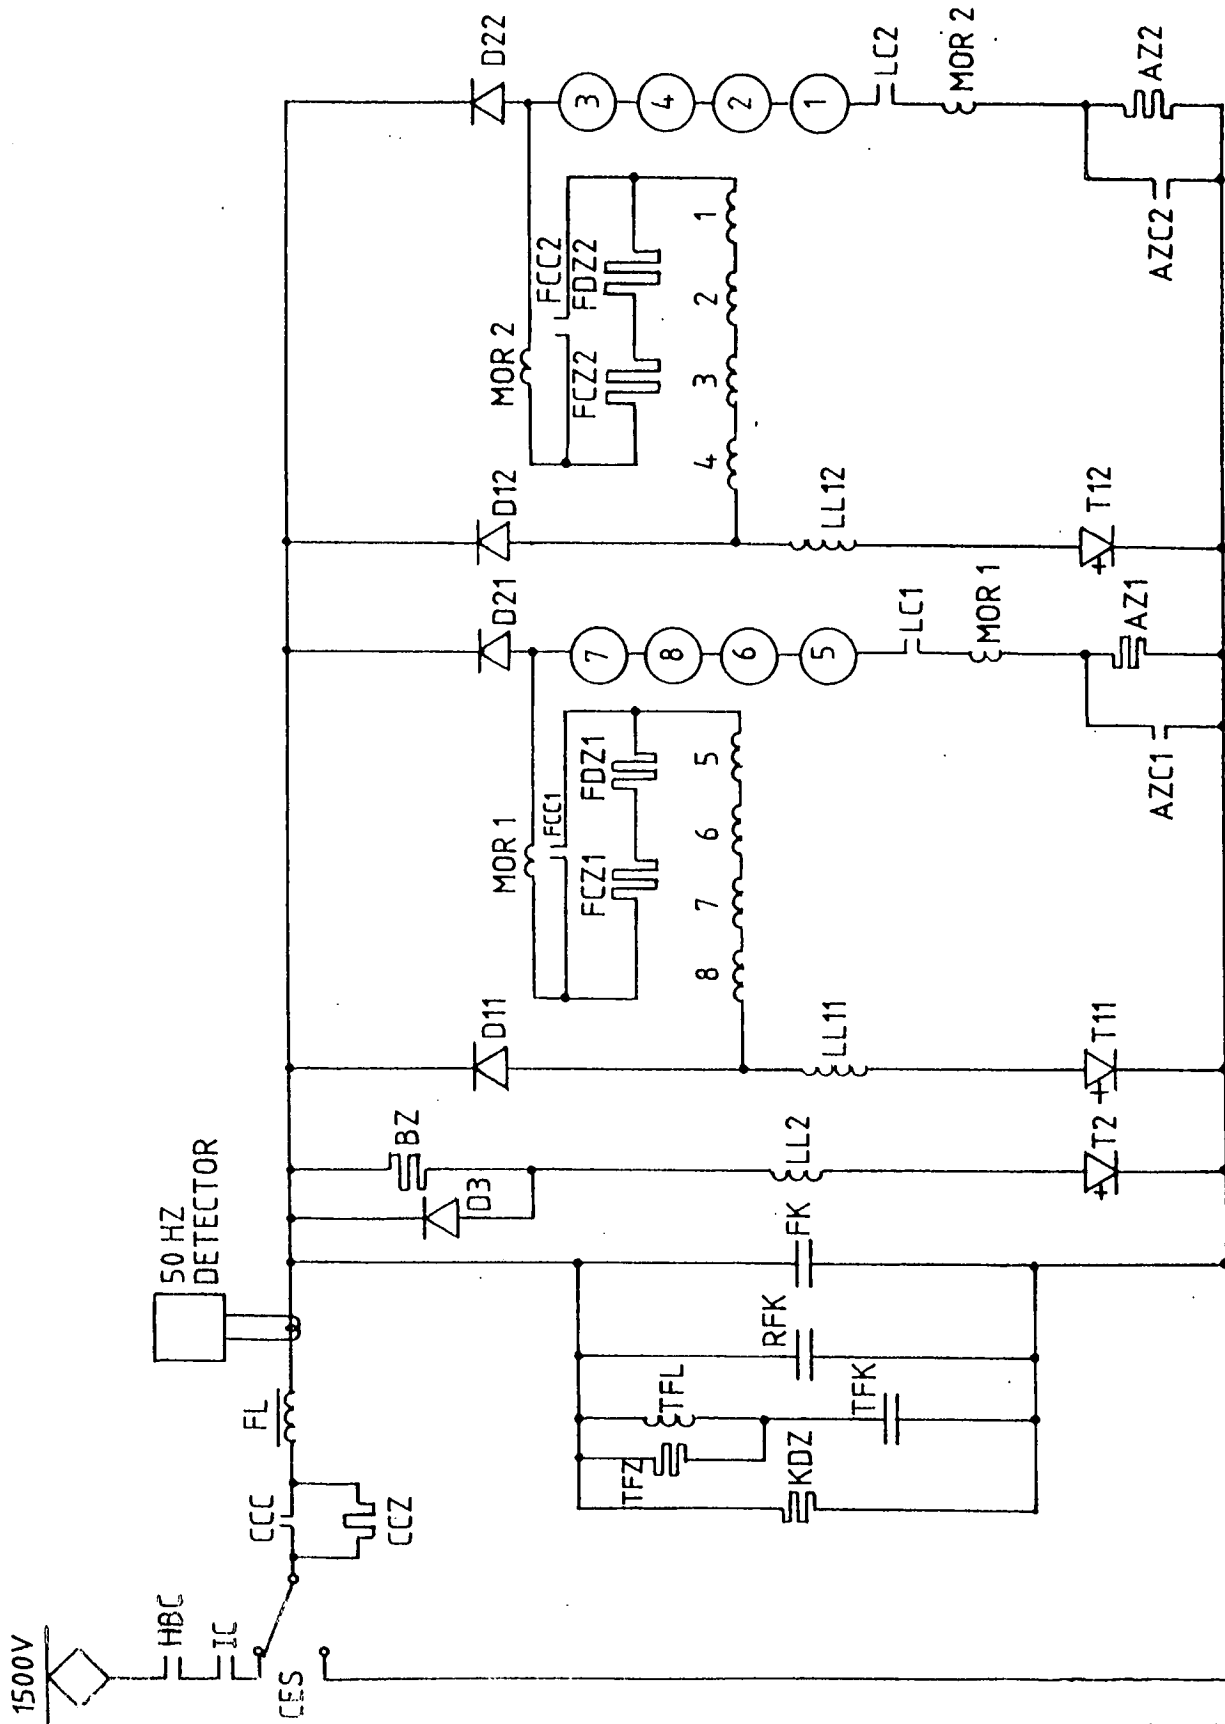 1500V
HBC
IC
CES
CCC
CCZ
FL
50 HZ
DETECTOR
TFZ
KDZ
TFL
TFK
RFK
FK
D3
BZ
LL2
T2
D11
LL11
T11
8
7
6
5
MOR 1
FCC1
FCZ1
FDZ1
D21
7
8
6
5
LC1
MOR 1
AZ1
AZC1
D12
LL12
T12
4
3
2
1
MOR 2
FCC2
FCZ2
FDZ2
D22
3
4
2
1
LC2
MOR 2
AZ2
AZC2